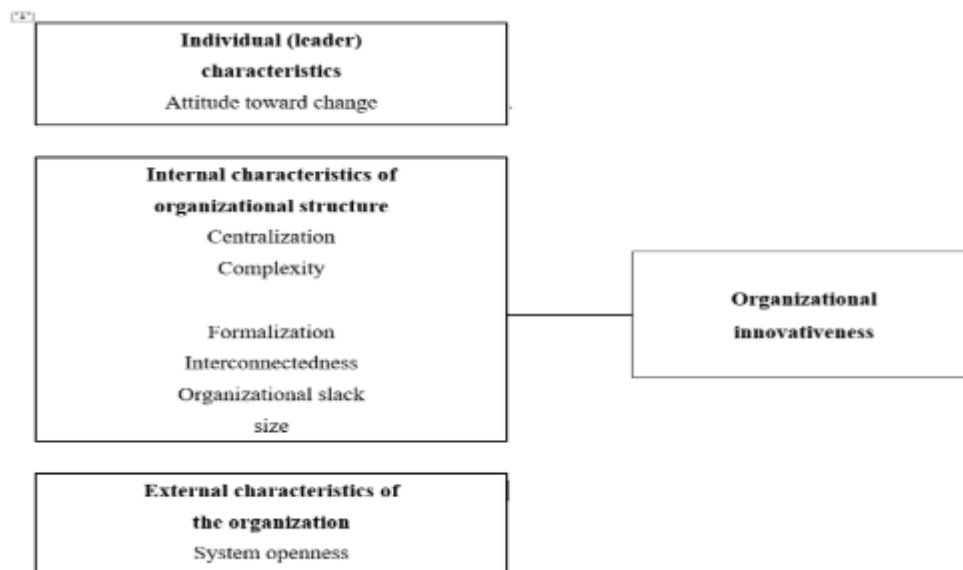 Individual (leader)
characteristics
Attitude toward change
Internal characteristics of
organizational structure
Centralization
Complexity
Formalization
Interconnectedness
Organizational slack
size
Organizational
innovativeness
External characteristics of
the organization
System openness